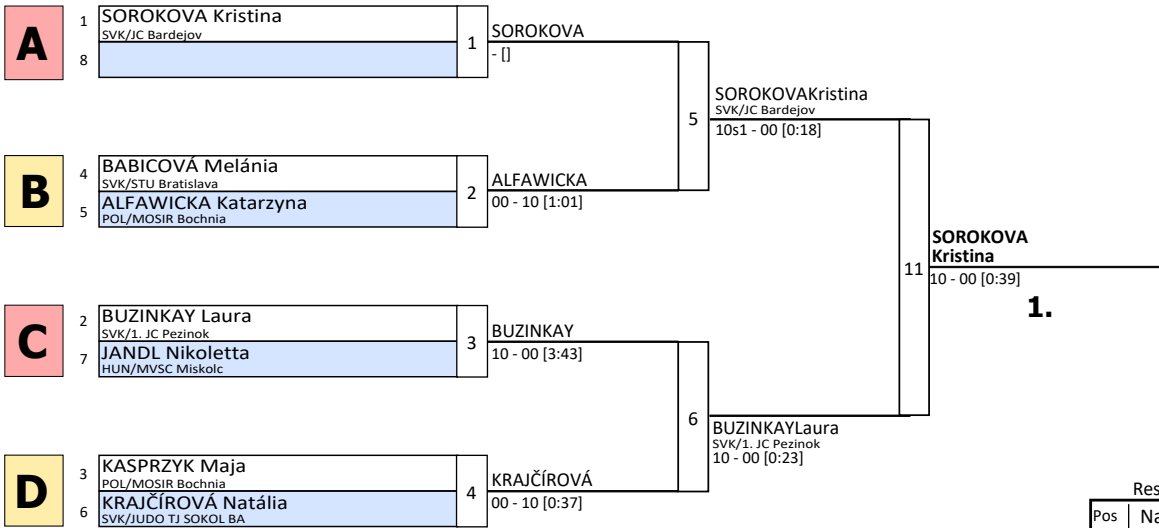 A
1
SOROKOVA Kristina
SVK/JC Bardejov
8
1
SOROKOVA
- []
B
4
BABICOVÁ Melánia
SVK/STU Bratislava
5
ALFAWICKA Katarzyna
POL/MOSIR Bochnia
2
ALFAWICKA
00 - 10 [1:01]
5
SOROKOVAKristina
SVK/JC Bardejov
10s1 - 00 [0:18]
C
2
BUZINKAY Laura
SVK/1. JC Pezinok
7
JANDL Nikoletta
HUN/MVSC Miskolc
3
BUZINKAY
10 - 00 [3:43]
D
3
KASPRZYK Maja
POL/MOSIR Bochnia
6
KRAJČÍROVÁ Natália
SVK/JUDO TJ SOKOL BA
4
KRAJČÍROVÁ
00 - 10 [0:37]
6
BUZINKAYLaura
SVK/1. JC Pezinok
10 - 00 [0:23]
11
SOROKOVA
Kristina
10 - 00 [0:39]
1.
Res
Pos Na